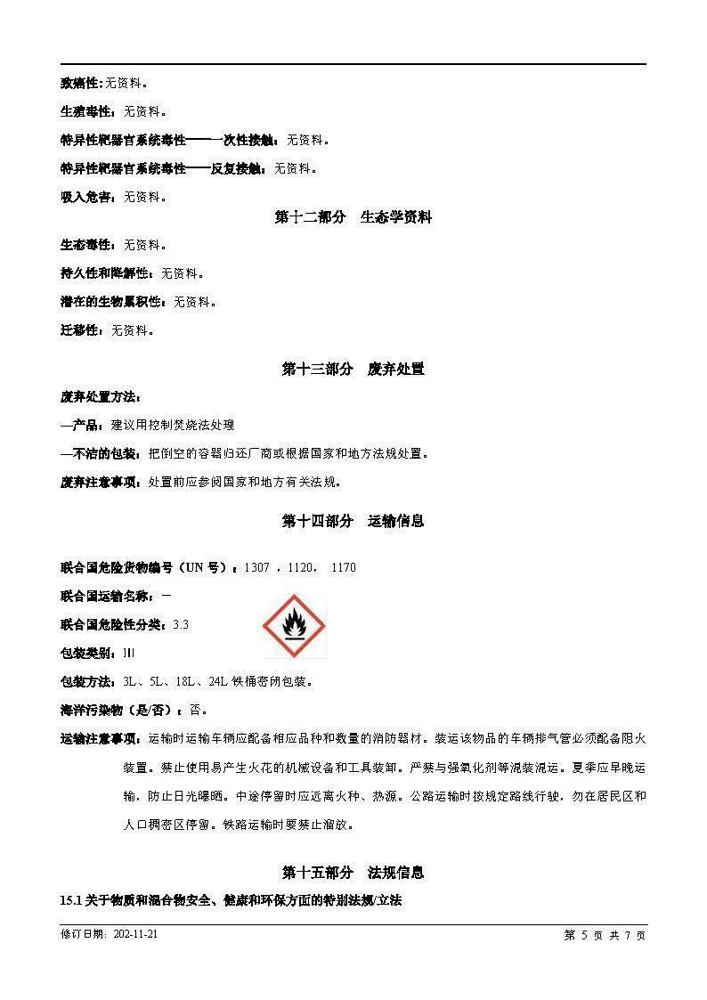 致癌性:无资料。
生殖毒性：无资料。
特异性靶器官系统毒性——一次性接触：无资料。
特异性靶器官系统毒性——反复接触：无资料。
吸入危害：无资料。
第十二部分 生态学资料
生态毒性：无资料。
持久性和降解性：无资料。
潜在的生物累积性：无资料。
迁移性：无资料。
第十三部分 废弃处置
废弃处置方法：
—产品：建议用控制焚烧法处理
—不洁的包装：把倒空的容器归还厂商或根据国家和地方法规处置。
废弃注意事项：处置前应参阅国家和地方有关法规。
第十四部分 运输信息
联合国危险货物编号（UN 号）：1307 ，1120， 1170
联合国运输名称：—
联合国危险性分类：3.3
包装类别：III
包装方法：3L、5L、18L、24L 铁桶密闭包装。
海洋污染物（是/否）：否。
运输注意事项：运输时运输车辆应配备相应品种和数量的消防器材。装运该物品的车辆排气管必须配备阻火
装置。禁止使用易产生火花的机械设备和工具装卸。严禁与强氧化剂等混装混运。夏季应早晚运
输，防止日光曝晒。中途停留时应远离火种、热源。公路运输时按规定路线行驶，勿在居民区和
人口稠密区停留。铁路运输时要禁止溜放。
第十五部分 法规信息
15.1 关于物质和混合物安全、健康和环保方面的特别法规/立法
修订日期：202-11-21
第 5 页 共 7 页